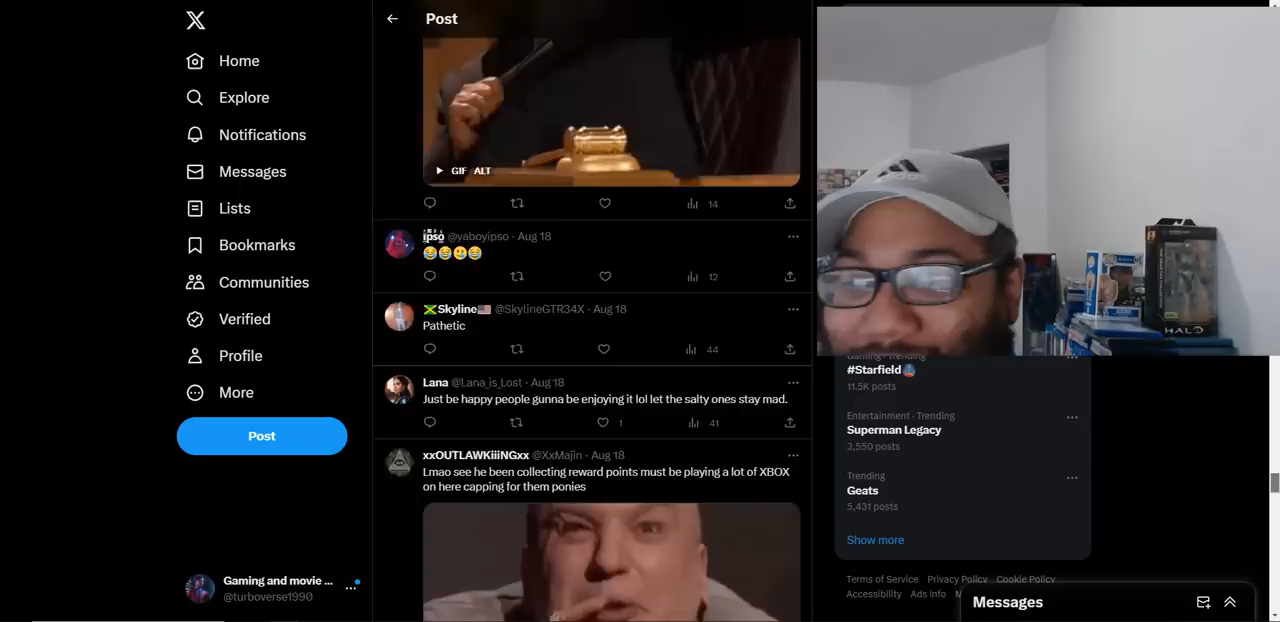 Post
Home
Explore
Notifications
Messages
Lists
Bookmarks
Communities
Verified
Profile
More
Post
Gaming and movie ...
@turboverse1990
GIF ALT
14
ipso @yaboyipso · Aug 18
😂😂🤣😂
12
🇯🇲Skyline🇺🇸 @SkylineGTR34X · Aug 18
Pathetic
44
Lana @Lana_is_Lost · Aug 18
Just be happy people gunna be enjoying it lol let the salty ones stay mad.
1
41
xxOUTLAWKiiiNGxx @XxMajin · Aug 18
Lmao see he been collecting reward points must be playing a lot of XBOX
on here capping for them ponies
HALO
Gaming · Trending
#Starfield
11.5K posts
Entertainment · Trending
Superman Legacy
3,550 posts
Trending
Geats
5,431 posts
Show more
Terms of Service Privacy Policy Cookie Policy
Accessibility Ads info M
Messages